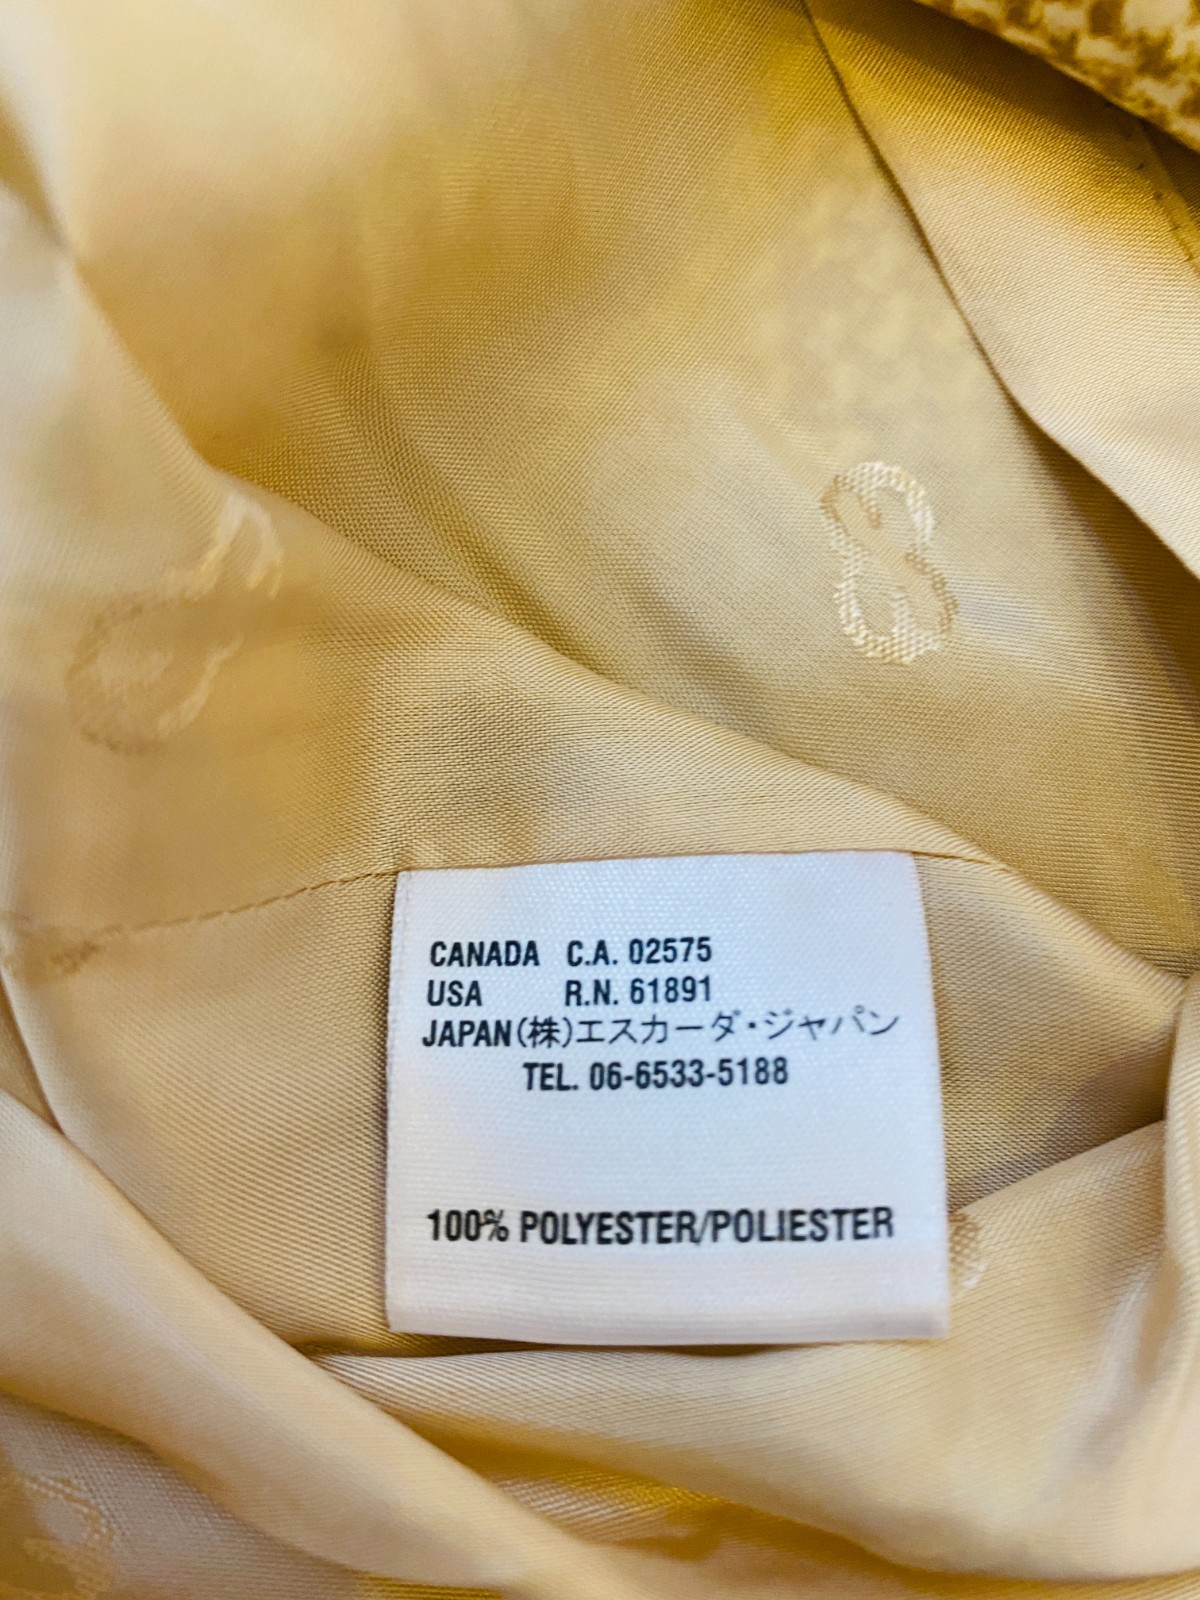 CANADA C.A. 02575
USA R.N. 61891
JAPAN(株)エスカーダ・ジャパン
TEL. 06-6533-5188
100% POLYESTER/POLIESTER